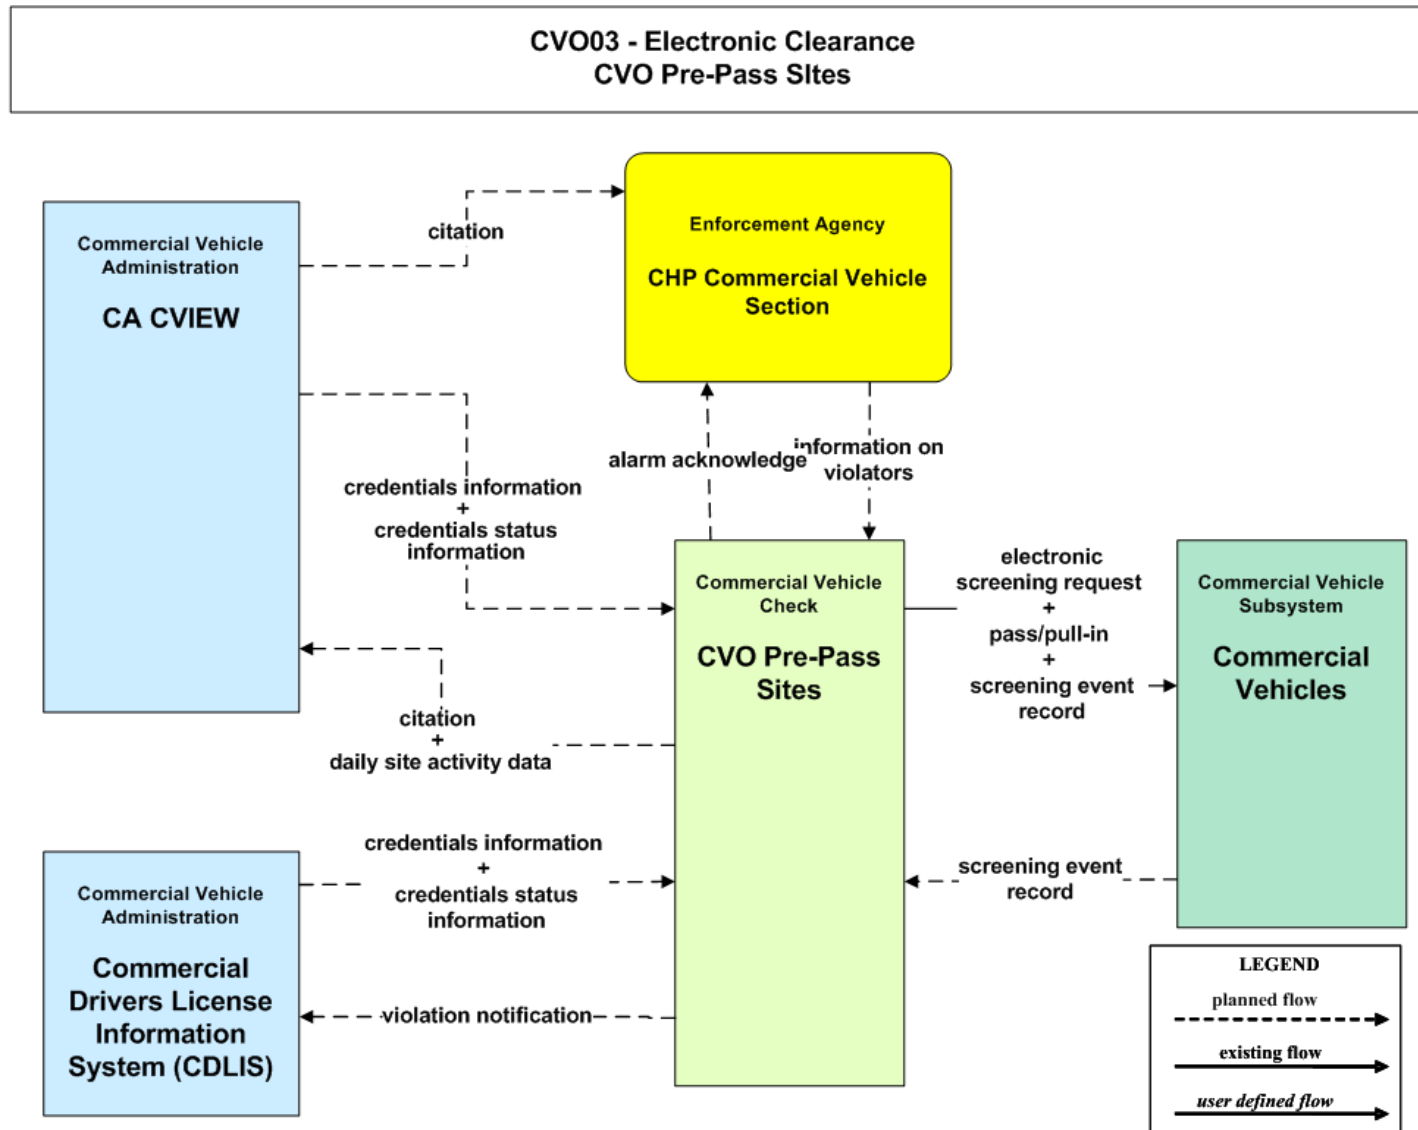 CVO03 - Electronic Clearance
CVO Pre-Pass SItes
Commercial Vehicle
Administration
CA CVIEW
citation
Enforcement Agency
CHP Commercial Vehicle
Section
alarm acknowledge
information on
violators
credentials information
+
credentials status
information
Commercial Vehicle
Check
CVO Pre-Pass
Sites
electronic
screening request
+
pass/pull-in
+
screening event
record
Commercial Vehicle
Subsystem
Commercial
Vehicles
citation
+
daily site activity data
credentials information
+
credentials status
information
screening event
record
Commercial Vehicle
Administration
Commercial
Drivers License
Information
System (CDLIS)
violation notification
LEGEND
planned flow
existing flow
user defined flow